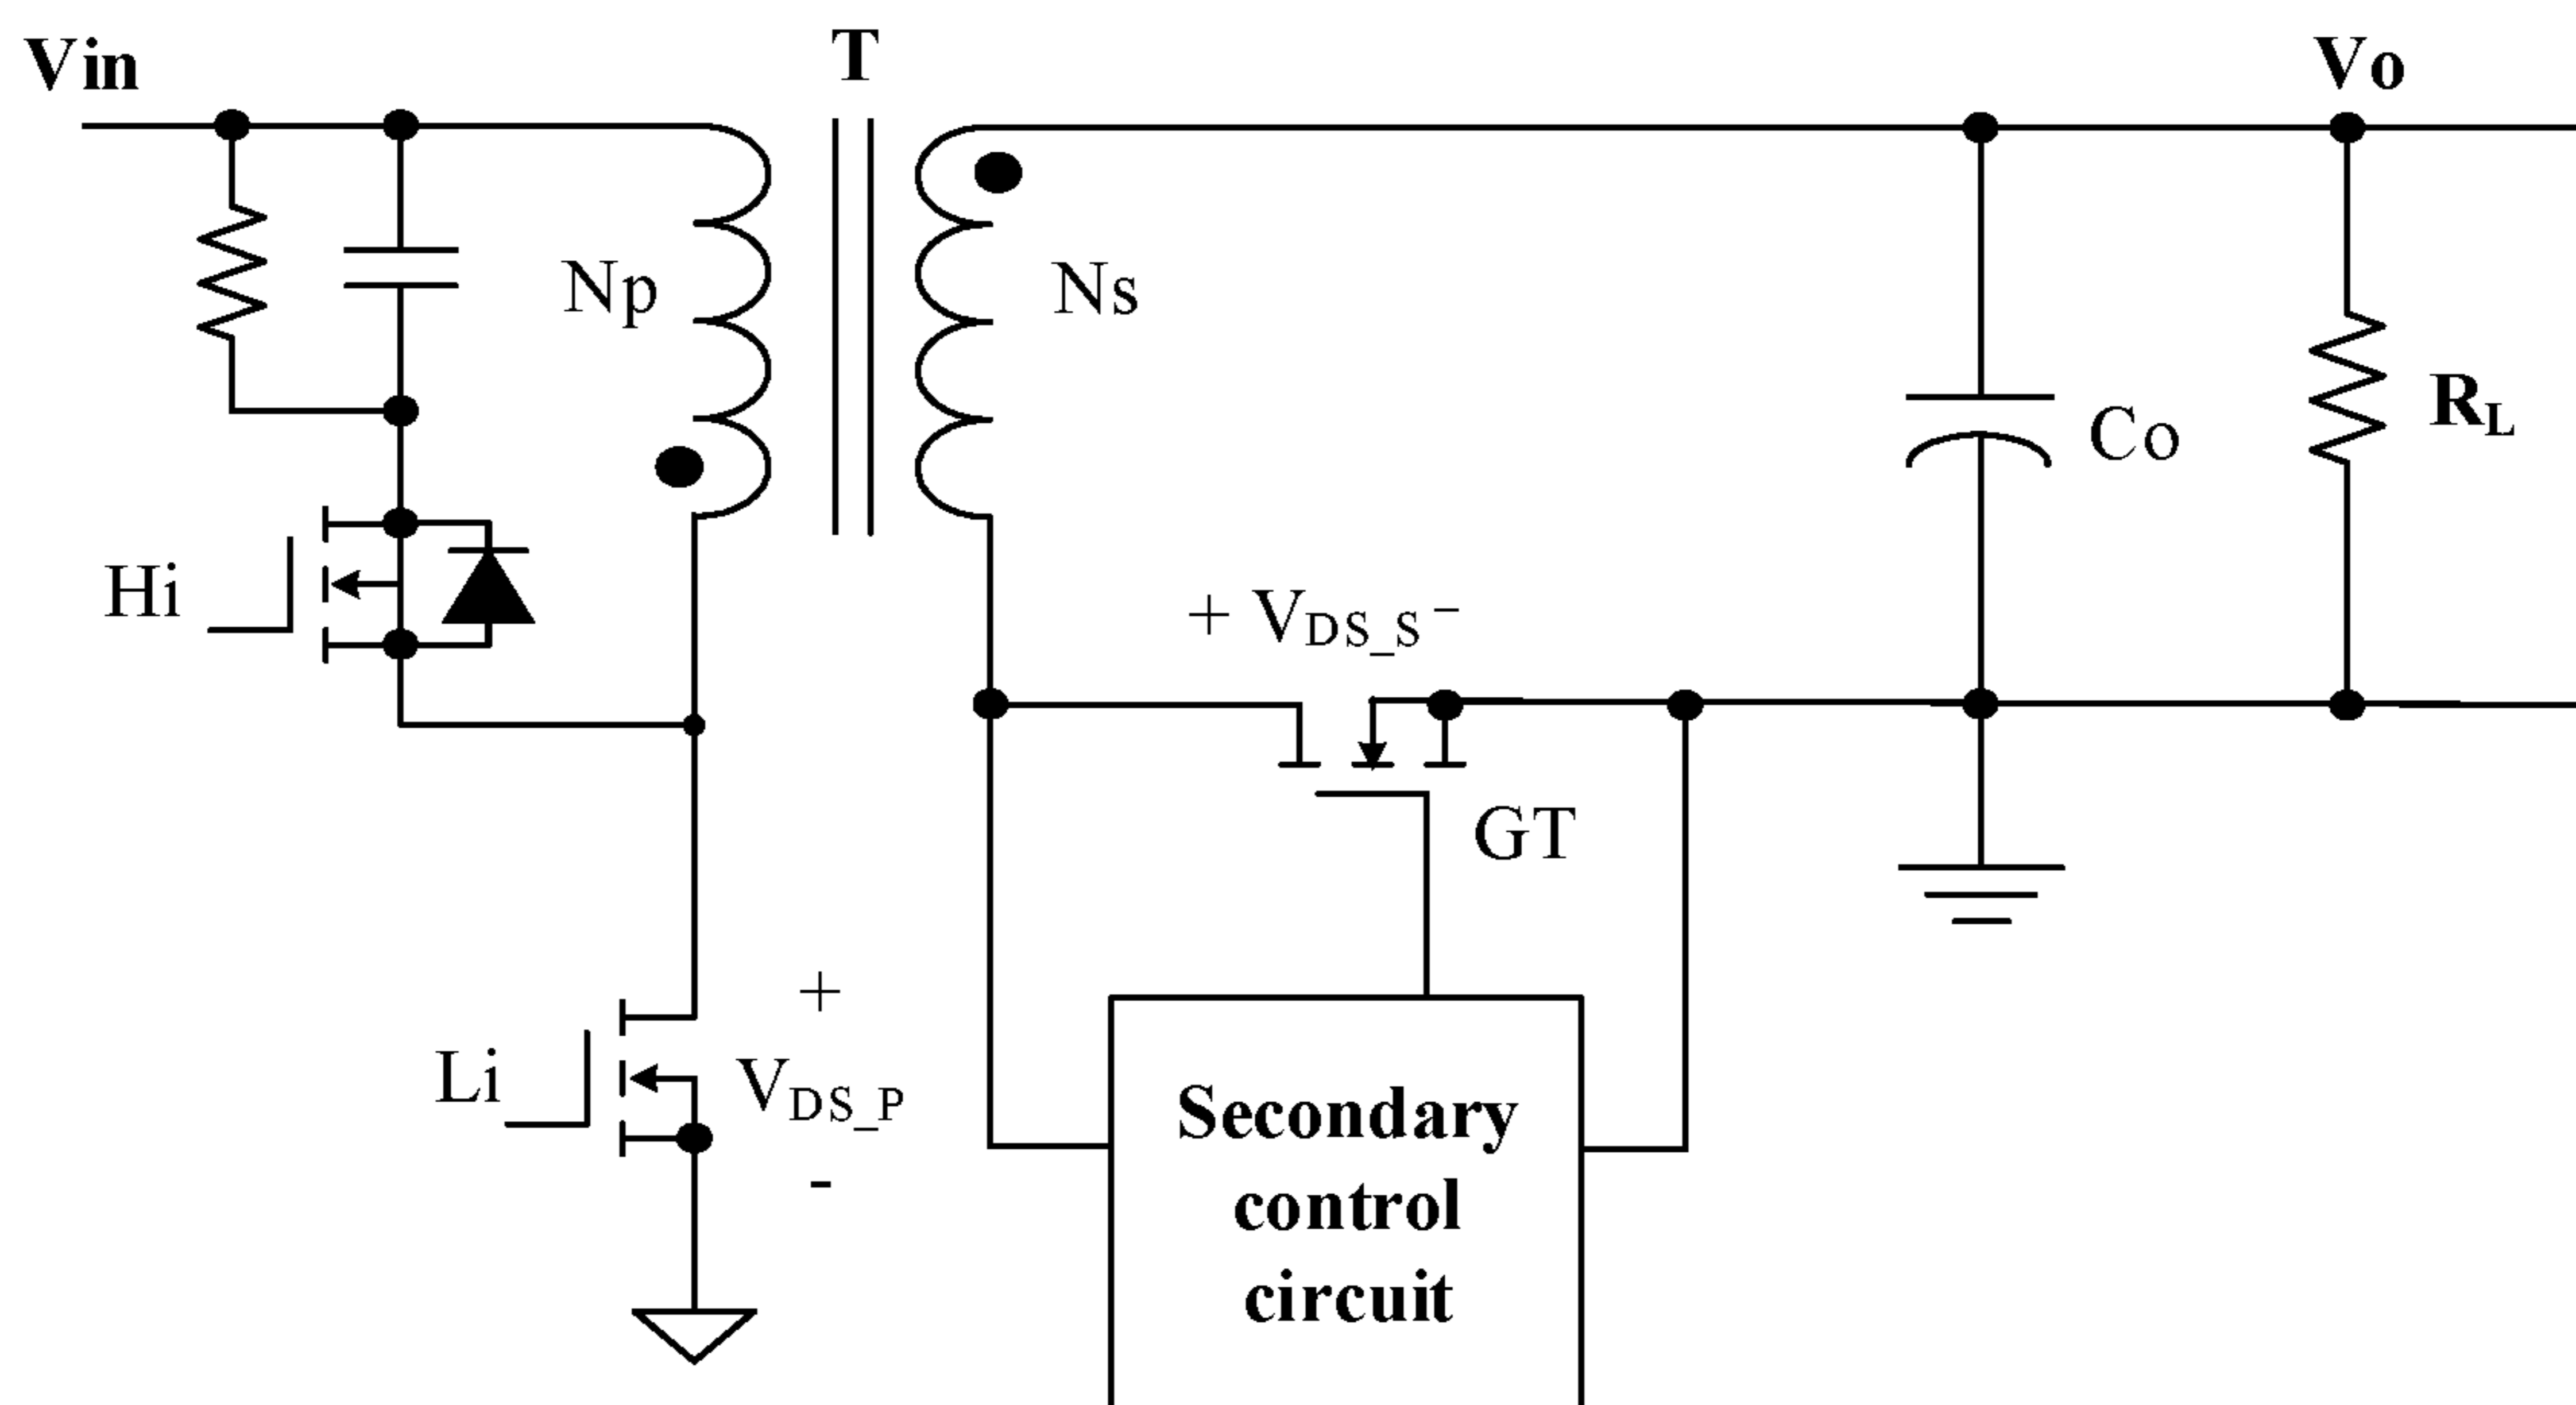 Vin
T
Vo
Np
Ns
RL
Co
Hi
+ VDS_S -
GT
+
Li
VDS_P
-
Secondary
control
circuit